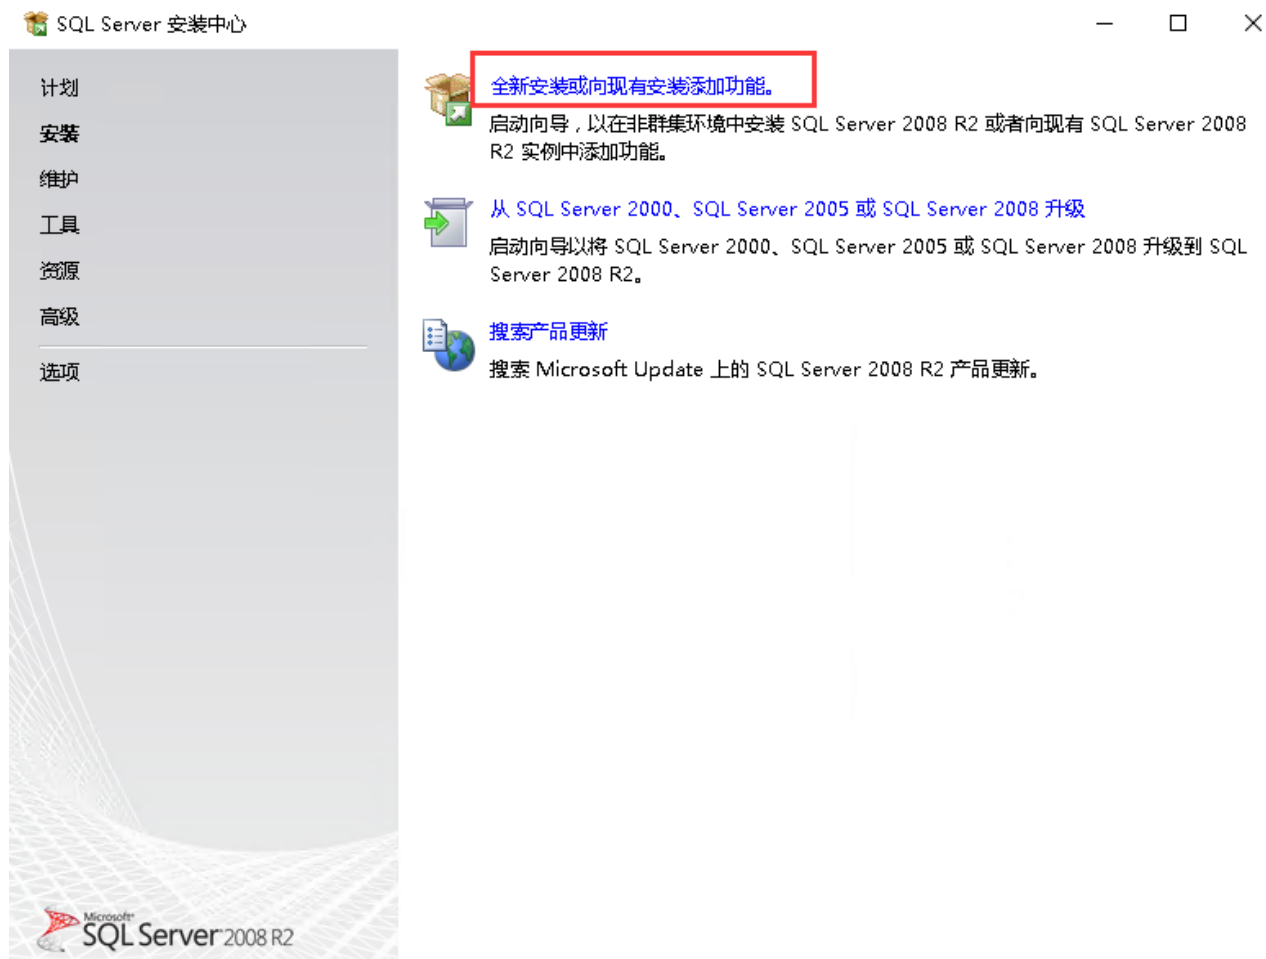 SQL Server 安装中心
计划
安装
维护
工具
资源
高级
选项
全新安装或向现有安装添加功能。
启动向导，以在非群集环境中安装 SQL Server 2008 R2 或者向现有 SQL Server 2008
R2 实例中添加功能。
从 SQL Server 2000、SQL Server 2005 或 SQL Server 2008 升级
启动向导以将 SQL Server 2000、SQL Server 2005 或 SQL Server 2008 升级到 SQL
Server 2008 R2。
搜索产品更新
搜索 Microsoft Update 上的 SQL Server 2008 R2 产品更新。
Microsoft
SQL Server 2008 R2